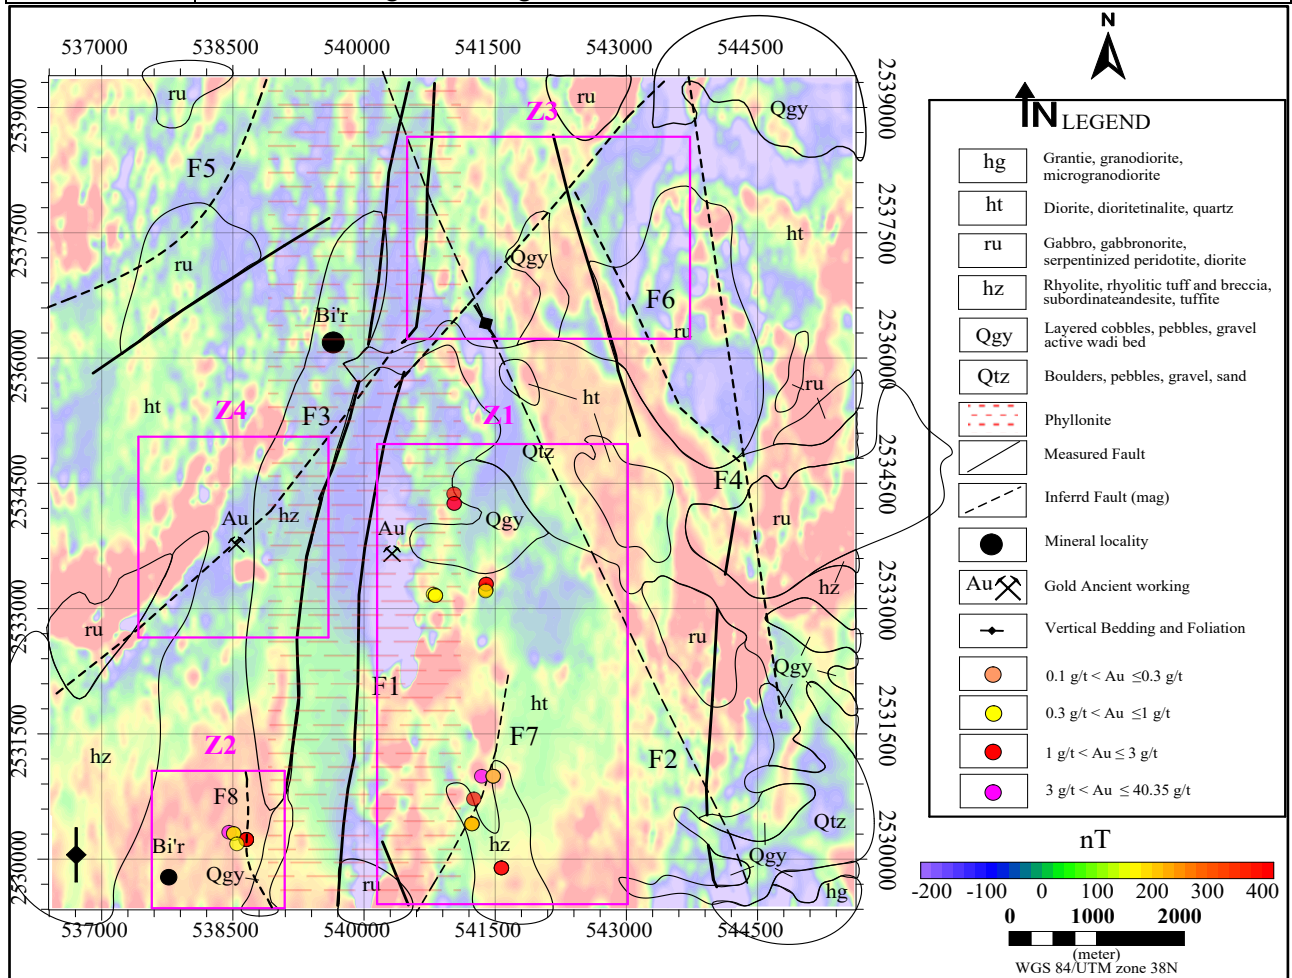 N
537000 538500 540000 541500 543000 544500
2539000
2537500
2536000
2534500
2533000
2531500
2530000
2539000
2537500
2536000
2534500
2533000
2531500
2530000
ru
ru
Qgy
Z3
F5
ht
ru
Qgy
F6
Bi'r
ru
ru
ht
ht
Z4
F3
Z1
Qtz
F4
Au
hz
Au
Qgy
ru
hz
ru
ru
Qgy
F1
ht
F7
hz
Z2
F2
F8
Qtz
Bi'r
hz
Qgy
Qgy
ru
hg
537000 538500 540000 541500 543000 544500
N LEGEND
hg Grantie, granodiorite,
microgranodiorite
ht Diorite, dioritetinalite, quartz
ru Gabbro, gabbronorite,
serpentinized peridotite, diorite
hz Rhyolite, rhyolitic tuff and breccia,
subordinateandesite, tuffite
Qgy Layered cobbles, pebbles, gravel
active wadi bed
Qtz Boulders, pebbles, gravel, sand
Phyllonite
Measured Fault
Inferrd Fault (mag)
Mineral locality
Au Gold Ancient working
Vertical Bedding and Foliation
0.1 g/t < Au ≤0.3 g/t
0.3 g/t < Au ≤1 g/t
1 g/t < Au ≤ 3 g/t
3 g/t < Au ≤ 40.35 g/t
nT
-200 -100 0 100 200 300 400
0 1000 2000
(meter)
WGS 84/UTM zone 38N